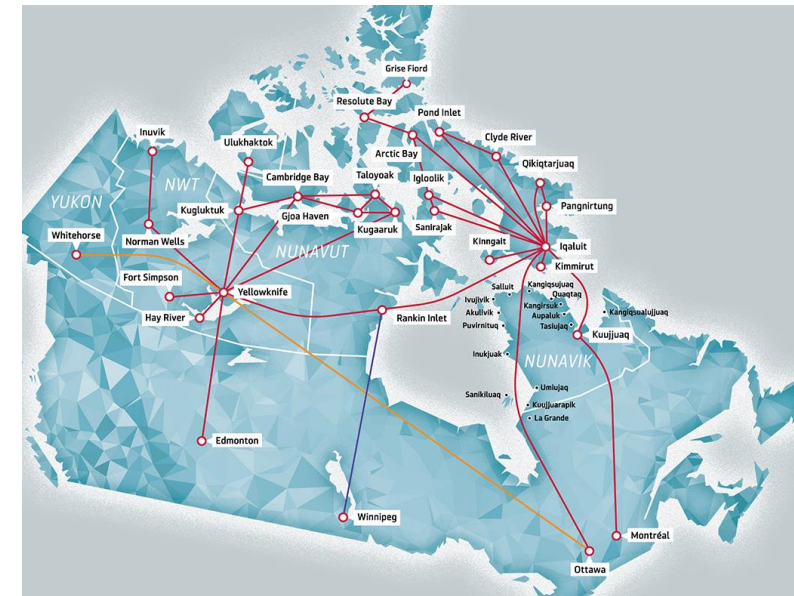 Grise Fiord
Resolute Bay
Pond Inlet
Inuvik
Ulukhaktok
Clyde River
Arctic Bay
Qikiqtarjuaq
Cambridge Bay
Taloyoak
Igloolik
NWT
YUKON
Kugluktuk
Gjoa Haven
Pangnirtung
Kugaaruk
Sanirajak
Whitehorse
Norman Wells
Kinngait
Iqaluit
NUNAVUT
Kimmirut
Fort Simpson
Yellowknife
Salluit
Kangiqsujuaq
Quaqtaq
Ivujivik
Kangirsuk
Hay River
Rankin Inlet
Akulivik
Aupaluk
Kangiqsualujjuaq
Puvirnituq
Tasiujaq
Kuujjuaq
Inukjuak
NUNAVIK
Umiujaq
Sanikiluaq
Kuujjuarapik
La Grande
Edmonton
Winnipeg
Montréal
Ottawa